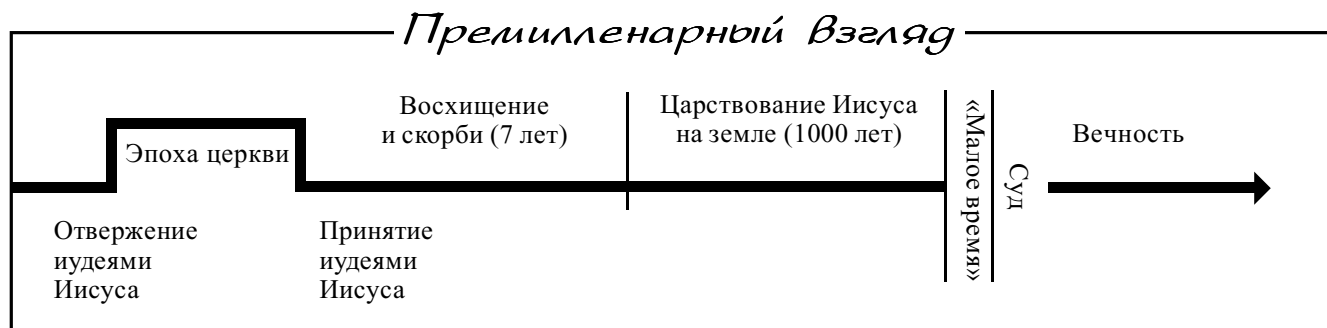 Премилленарный взгляд
Восхищение
и скорби (7 лет)
Царствование Иисуса
на земле (1000 лет)
«Малое время»
Суд
Вечность
Эпоха церкви
Отвержение
иудеями
Иисуса
Принятие
иудеями
Иисуса